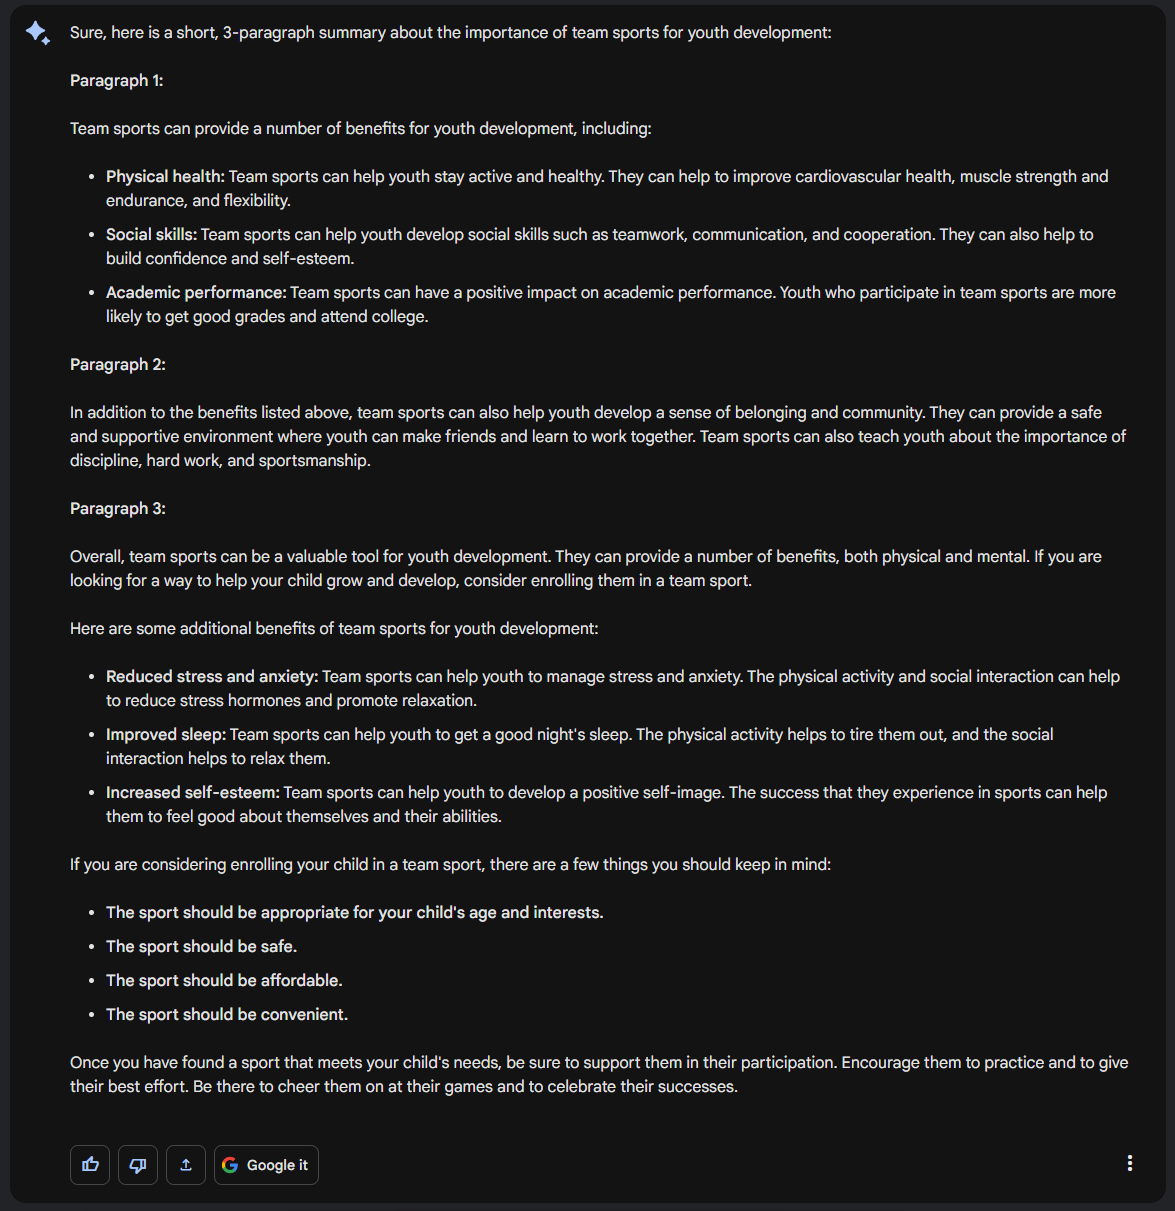 Sure, here is a short, 3-paragraph summary about the importance of team sports for youth development:
Paragraph 1:
Team sports can provide a number of benefits for youth development, including:
• Physical health: Team sports can help youth stay active and healthy. They can help to improve cardiovascular health, muscle strength and
endurance, and flexibility.
• Social skills: Team sports can help youth develop social skills such as teamwork, communication, and cooperation. They can also help to
build confidence and self-esteem.
• Academic performance: Team sports can have a positive impact on academic performance. Youth who participate in team sports are more
likely to get good grades and attend college.
Paragraph 2:
In addition to the benefits listed above, team sports can also help youth develop a sense of belonging and community. They can provide a safe
and supportive environment where youth can make friends and learn to work together. Team sports can also teach youth about the importance of
discipline, hard work, and sportsmanship.
Paragraph 3:
Overall, team sports can be a valuable tool for youth development. They can provide a number of benefits, both physical and mental. If you are
looking for a way to help your child grow and develop, consider enrolling them in a team sport.
Here are some additional benefits of team sports for youth development:
• Reduced stress and anxiety: Team sports can help youth to manage stress and anxiety. The physical activity and social interaction can help
to reduce stress hormones and promote relaxation.
• Improved sleep: Team sports can help youth to get a good night's sleep. The physical activity helps to tire them out, and the social
interaction helps to relax them.
• Increased self-esteem: Team sports can help youth to develop a positive self-image. The success that they experience in sports can help
them to feel good about themselves and their abilities.
If you are considering enrolling your child in a team sport, there are a few things you should keep in mind:
• The sport should be appropriate for your child's age and interests.
• The sport should be safe.
• The sport should be affordable.
• The sport should be convenient.
Once you have found a sport that meets your child's needs, be sure to support them in their participation. Encourage them to practice and to give
their best effort. Be there to cheer them on at their games and to celebrate their successes.
Google it